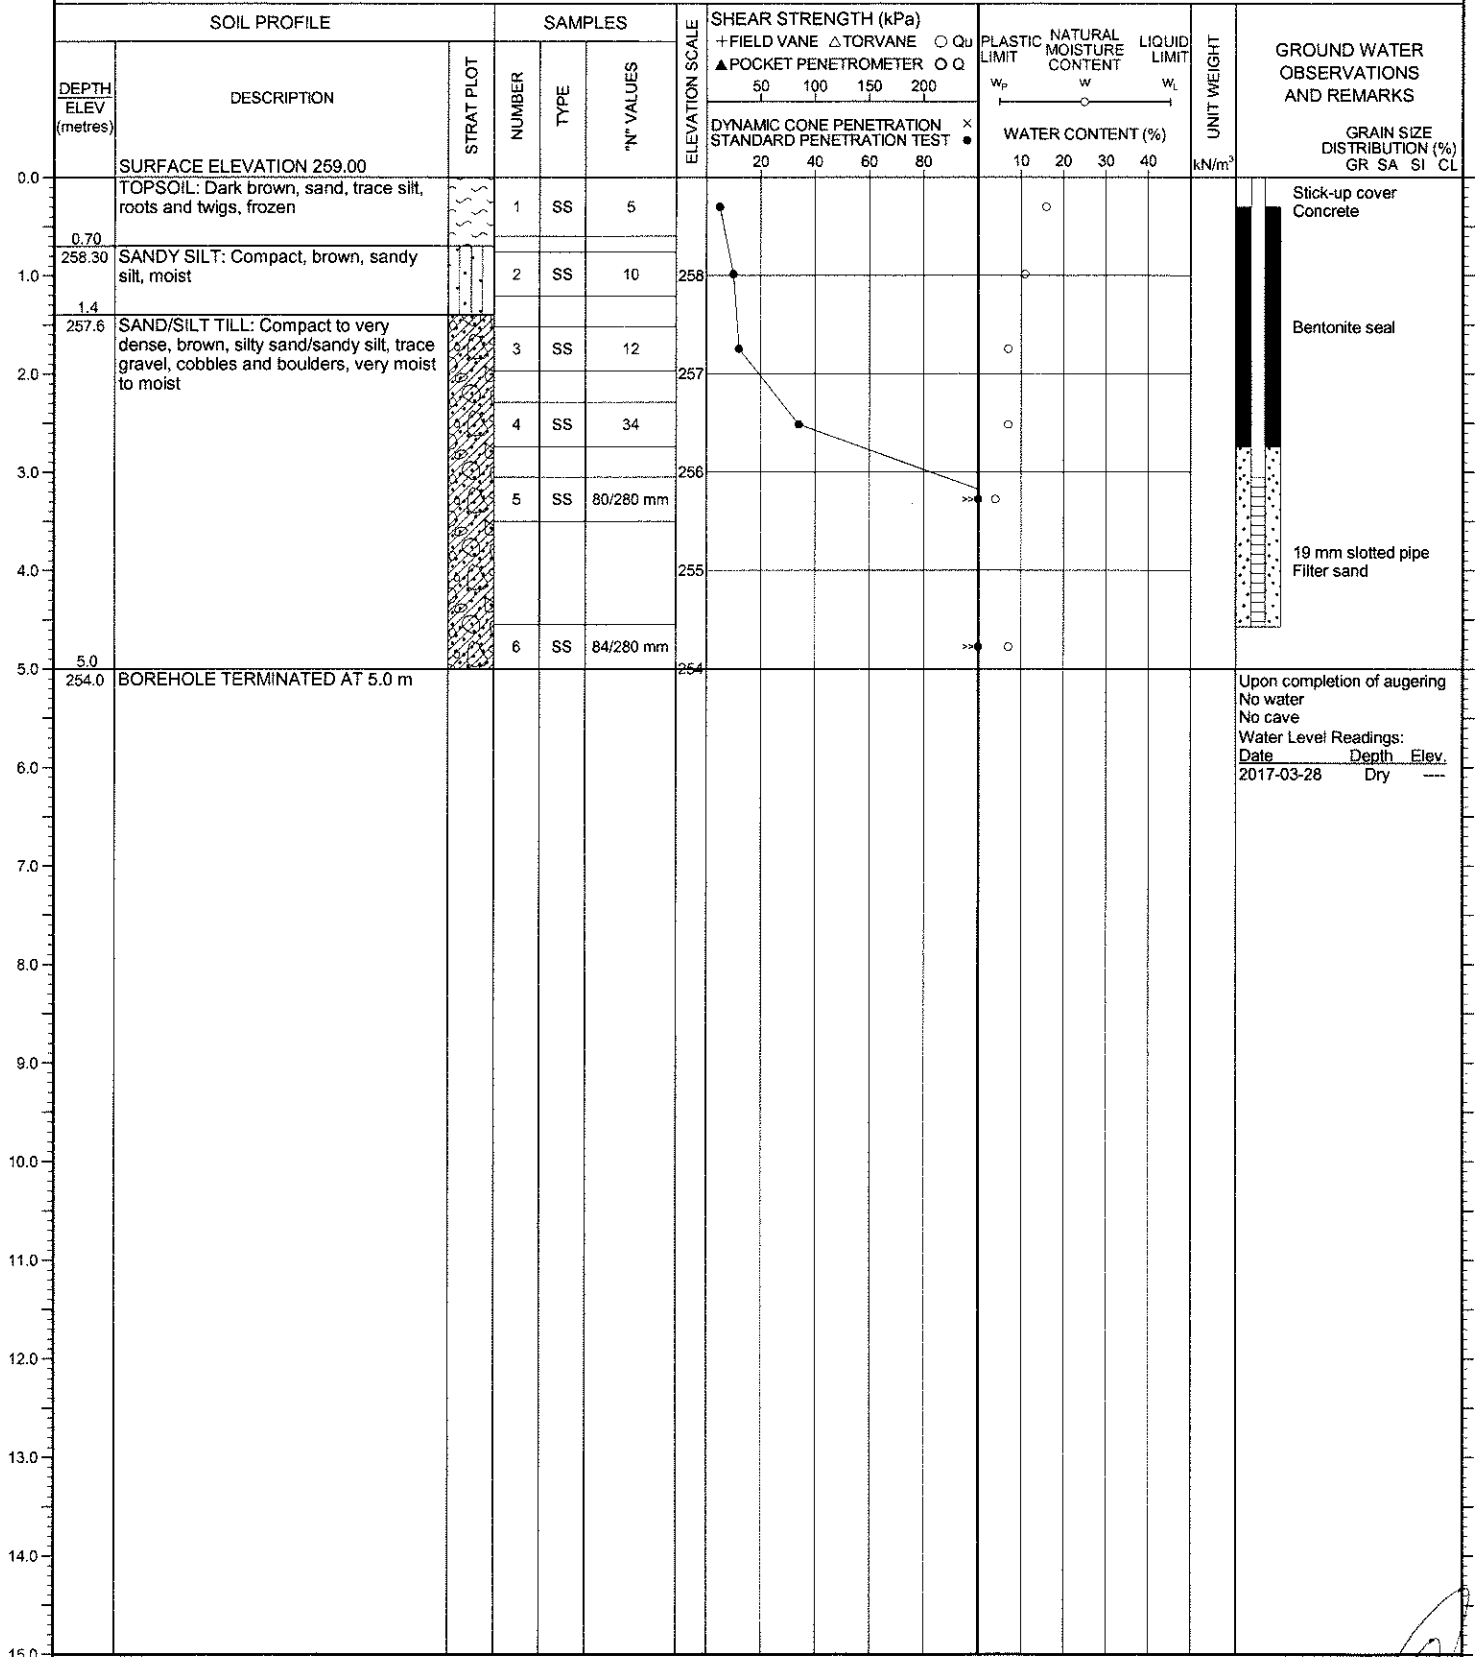 SOIL PROFILE
SAMPLES
DEPTH
ELEV
(metres)
DESCRIPTION
STRAT PLOT
NUMBER
TYPE
"N" VALUES
ELEVATION SCALE
SHEAR STRENGTH (kPa)
+FIELD VANE △TORVANE ○ Qu
▲POCKET PENETROMETER O Q
50 100 150 200
DYNAMIC CONE PENETRATION ×
STANDARD PENETRATION TEST ●
20 40 60 80
PLASTIC LIMIT
NATURAL MOISTURE CONTENT
LIQUID LIMIT
WP W WL
WATER CONTENT (%)
10 20 30 40
UNIT WEIGHT
kN/m³
GROUND WATER
OBSERVATIONS
AND REMARKS
GRAIN SIZE
DISTRIBUTION (%)
GR SA SI CL
SURFACE ELEVATION 259.00
0.0
TOPSOIL: Dark brown, sand, trace silt,
roots and twigs, frozen
1 SS 5
Stick-up cover
Concrete
0.70
258.30
SANDY SILT: Compact, brown, sandy
silt, moist
1.0
2 SS 10
258
1.4
257.6
SAND/SILT TILL: Compact to very
dense, brown, silty sand/sandy silt, trace
gravel, cobbles and boulders, very moist
to moist
3 SS 12
Bentonite seal
2.0
257
4 SS 34
3.0
256
5 SS 80/280 mm
>>
4.0
255
19 mm slotted pipe
Filter sand
6 SS 84/280 mm
>>
5.0
5.0
254
254.0
BOREHOLE TERMINATED AT 5.0 m
Upon completion of augering
No water
No cave
Water Level Readings:
Date Depth Elev.
2017-03-28 Dry ----
6.0
7.0
8.0
9.0
10.0
11.0
12.0
13.0
14.0
15.0